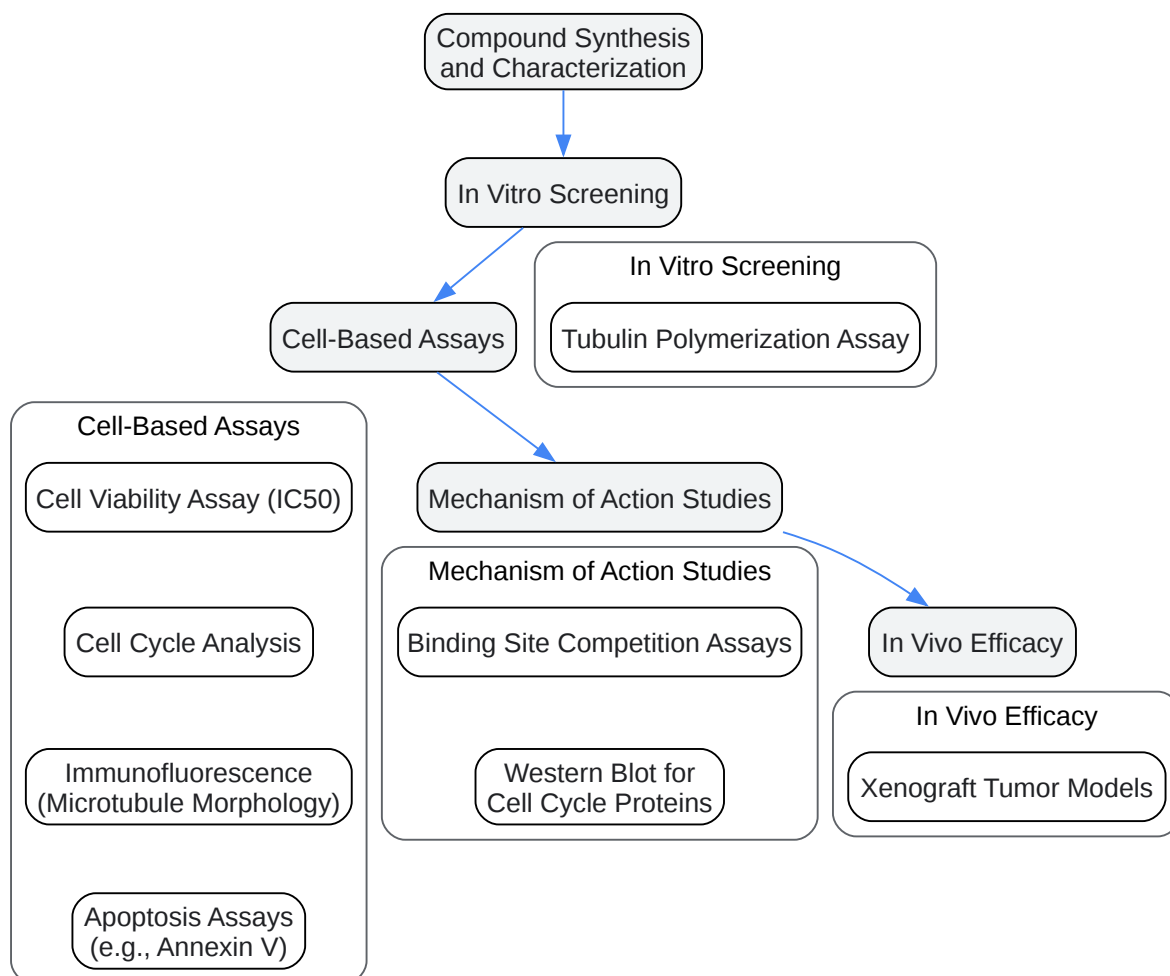 Compound Synthesis
and Characterization
In Vitro Screening
In Vitro Screening
Tubulin Polymerization Assay
Cell-Based Assays
Cell-Based Assays
Cell Viability Assay (IC50)
Cell Cycle Analysis
Immunofluorescence
(Microtubule Morphology)
Apoptosis Assays
(e.g., Annexin V)
Mechanism of Action Studies
Mechanism of Action Studies
Binding Site Competition Assays
Western Blot for
Cell Cycle Proteins
In Vivo Efficacy
In Vivo Efficacy
Xenograft Tumor Models